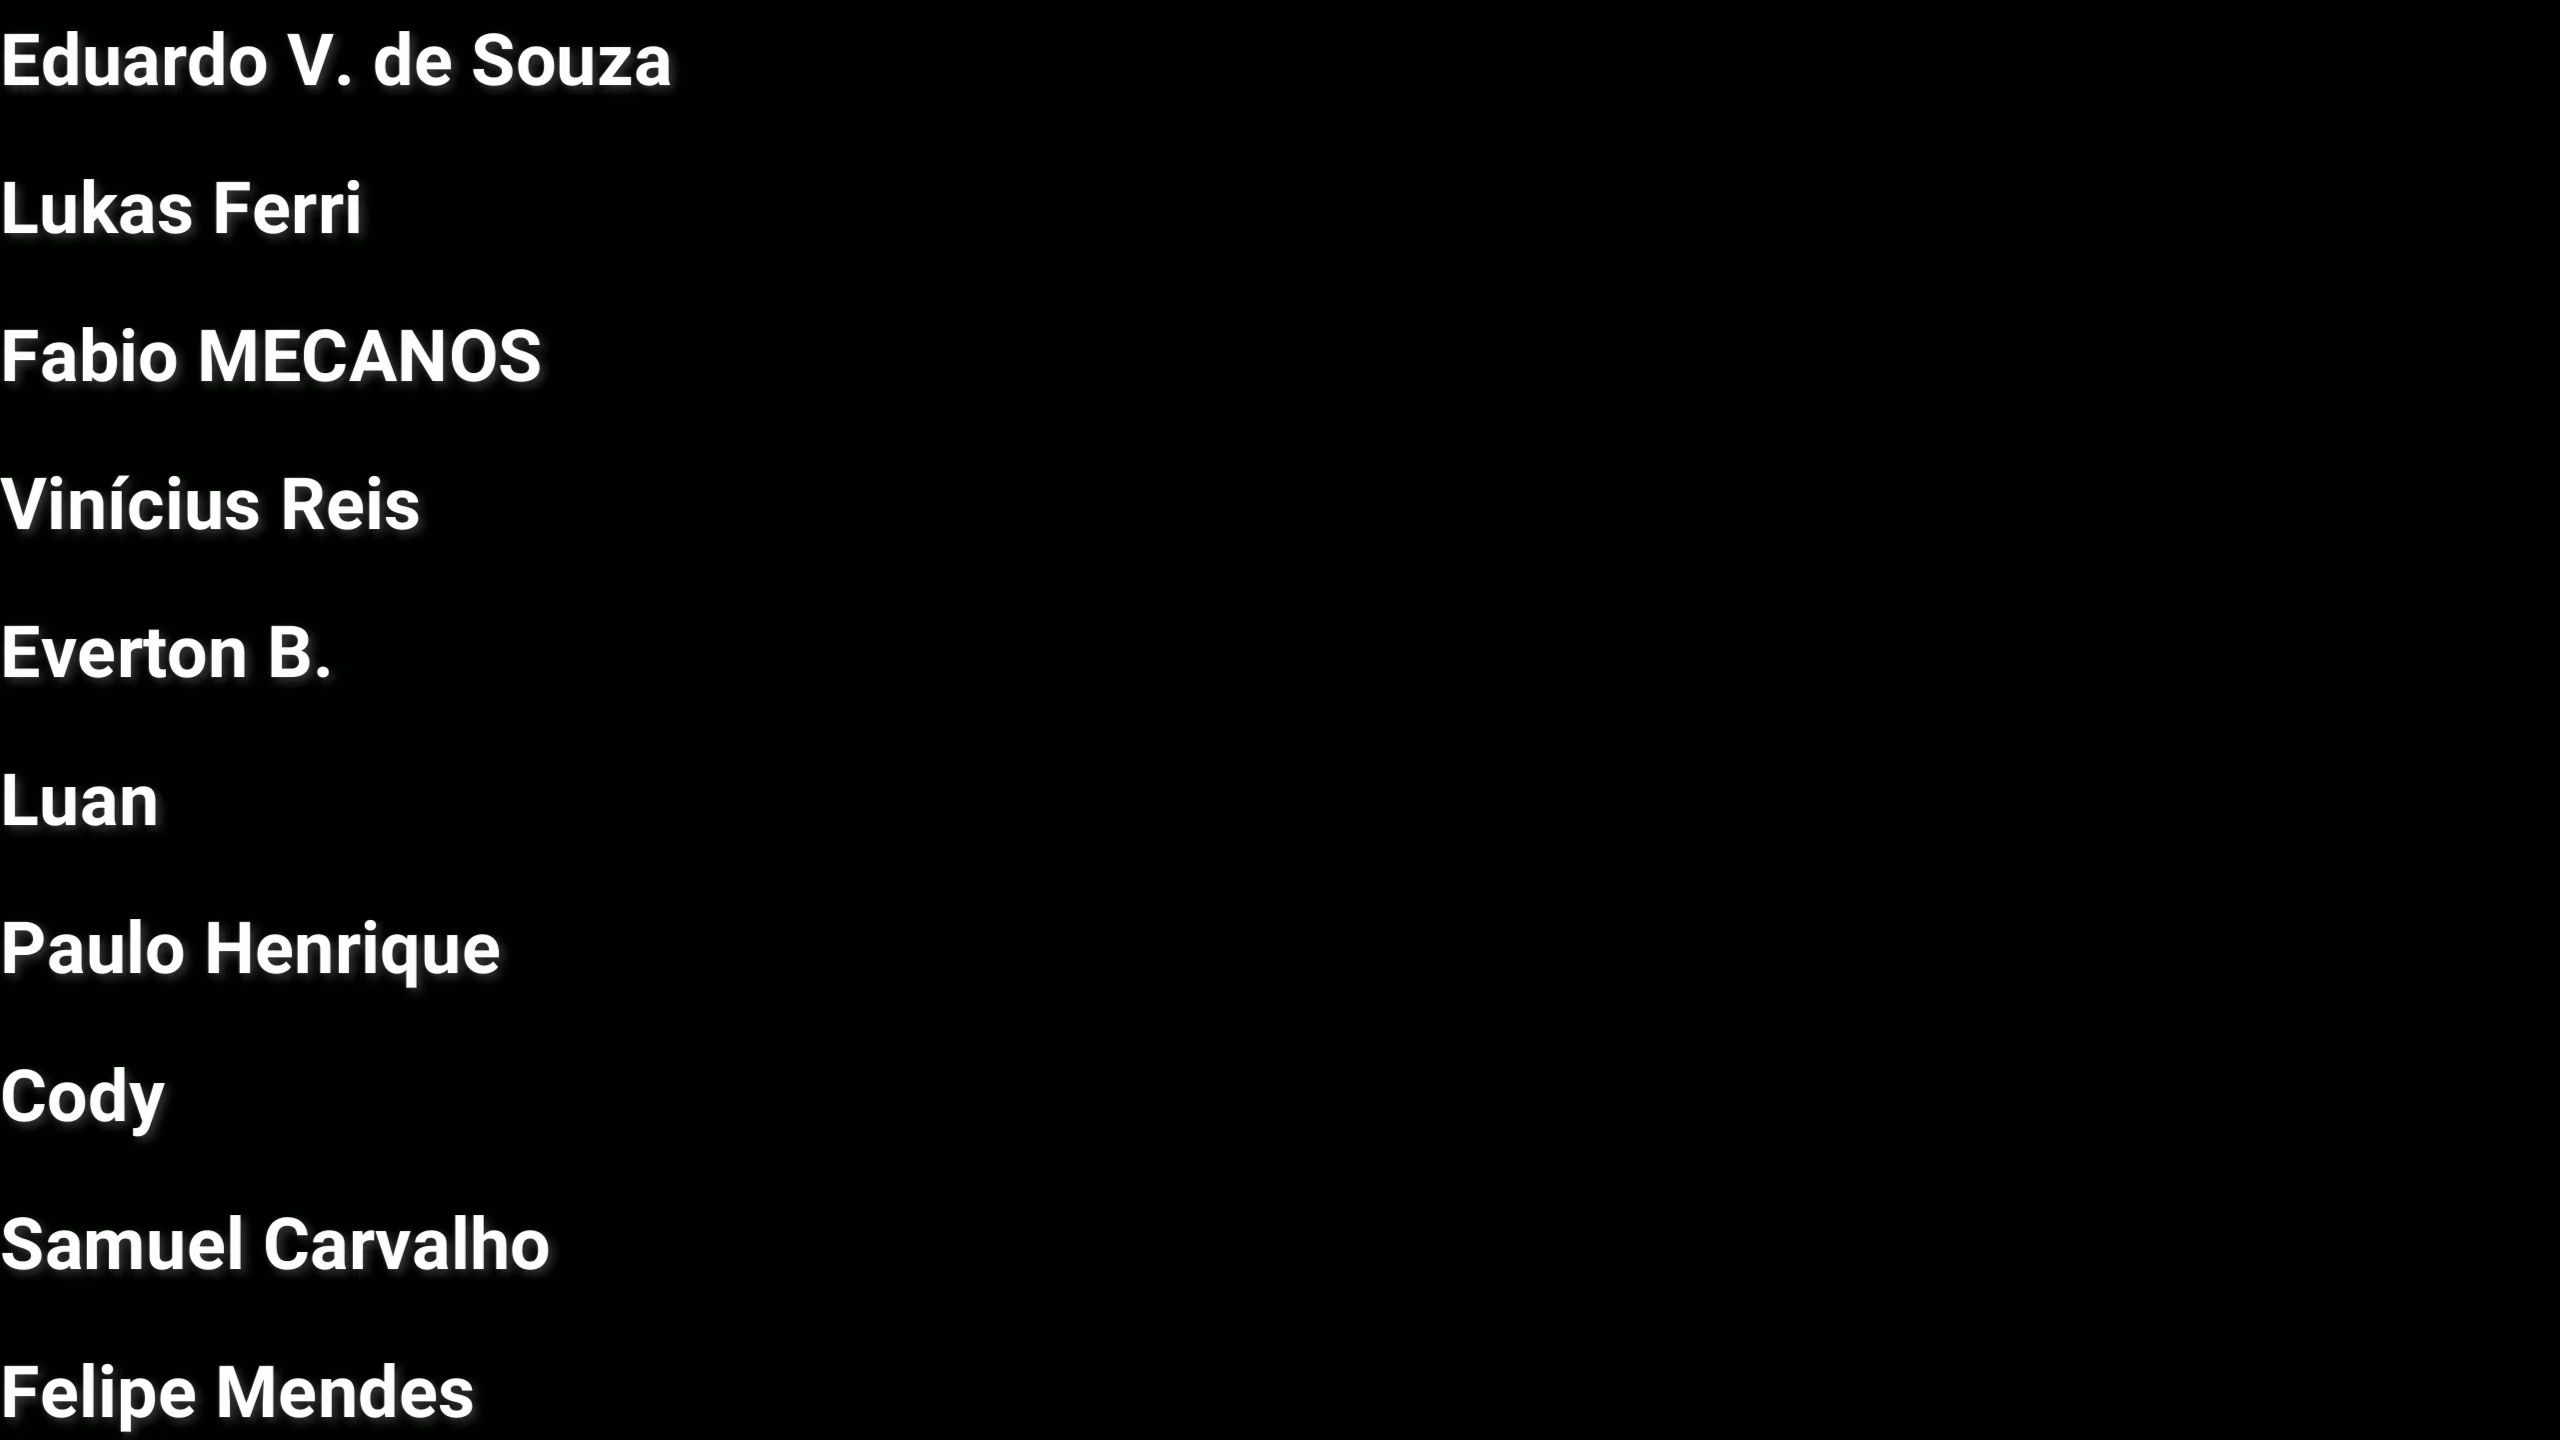 Eduardo V. de Souza
Lukas Ferri
Fabio MECANOS
Vinícius Reis
Everton B.
Luan
Paulo Henrique
Cody
Samuel Carvalho
Felipe Mendes